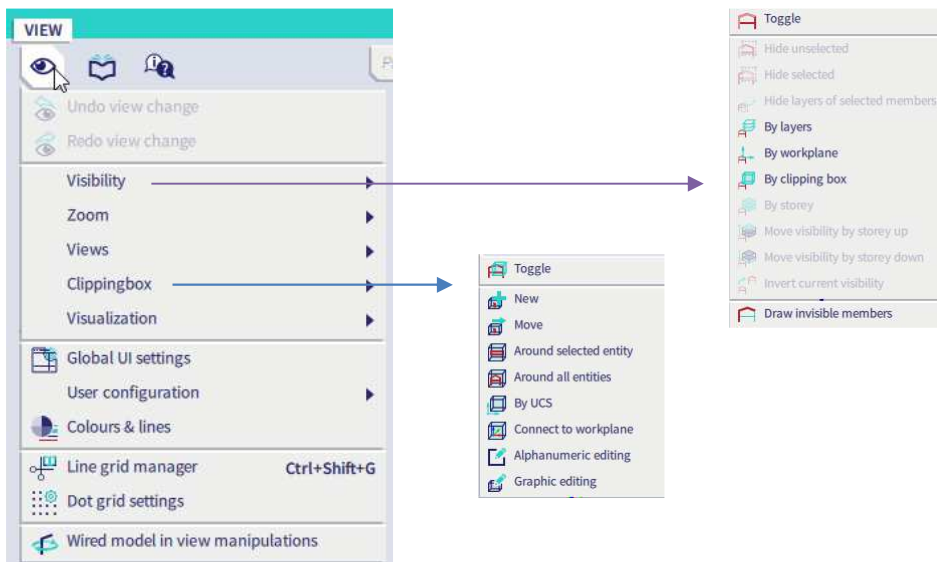 VIEW
Undo view change
Redo view change
Visibility
Zoom
Views
Clippingbox
Visualization
Global UI settings
User configuration
Colours & lines
Line grid manager Ctrl+Shift+G
Dot grid settings
Wired model in view manipulations
Toggle
New
Move
Around selected entity
Around all entities
By UCS
Connect to workplane
Alphanumeric editing
Graphic editing
Toggle
Hide unselected
Hide selected
Hide layers of selected members
By layers
By workplane
By clipping box
By storey
Move visibility by storey up
Move visibility by storey down
Invert current visibility
Draw invisible members